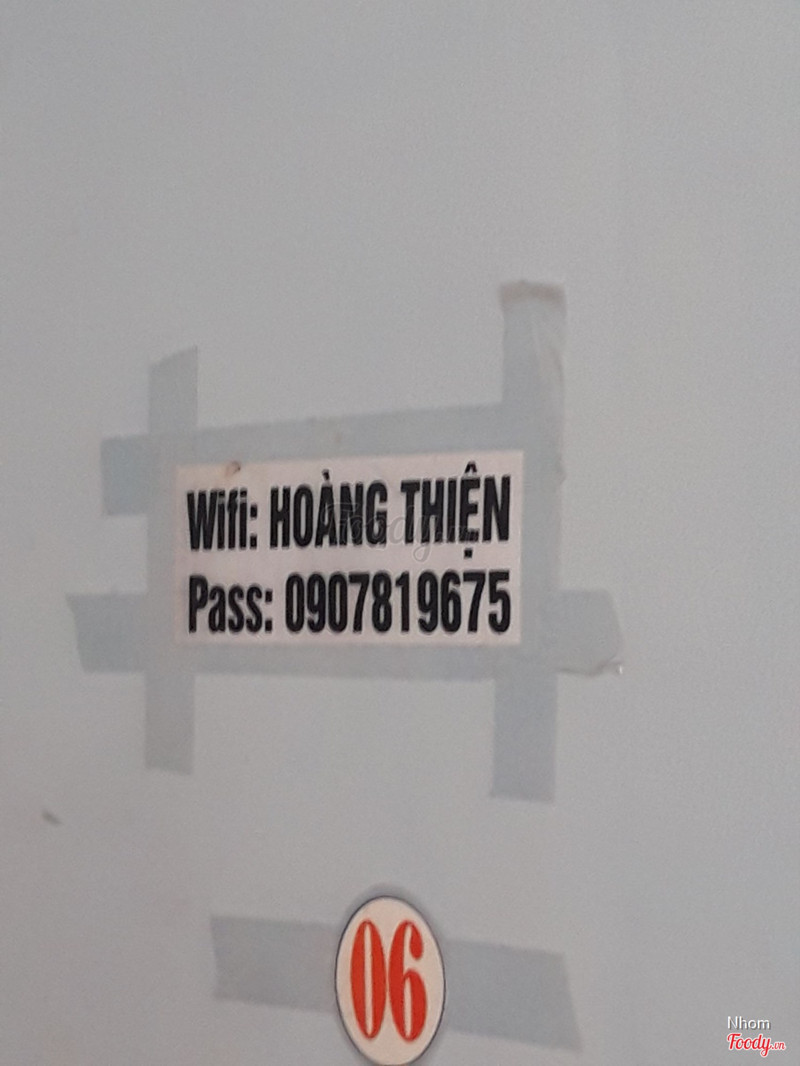 Wifi: HOÀNG THIỆN
Pass: 0907819675
06
Nhom
Foody.vn